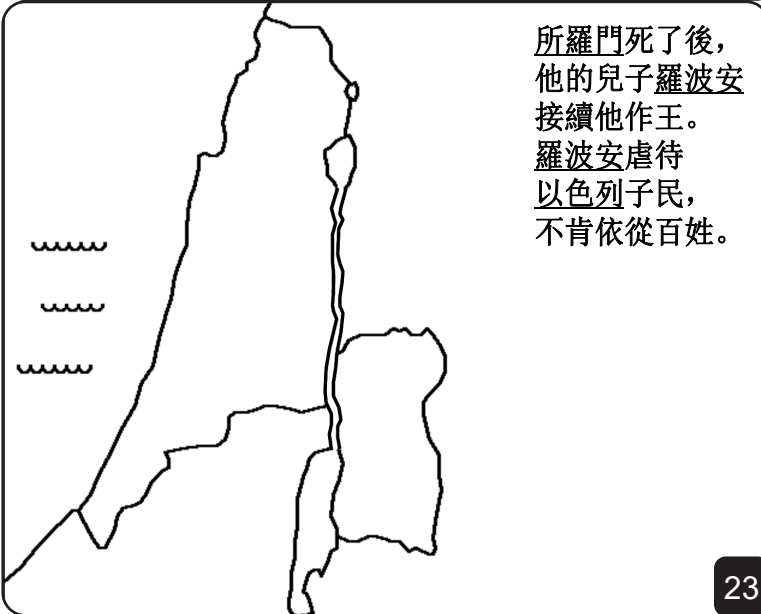 所羅門死了後，
他的兒子羅波安
接續他作王。
羅波安虐待
以色列子民，
不肯依從百姓。
23